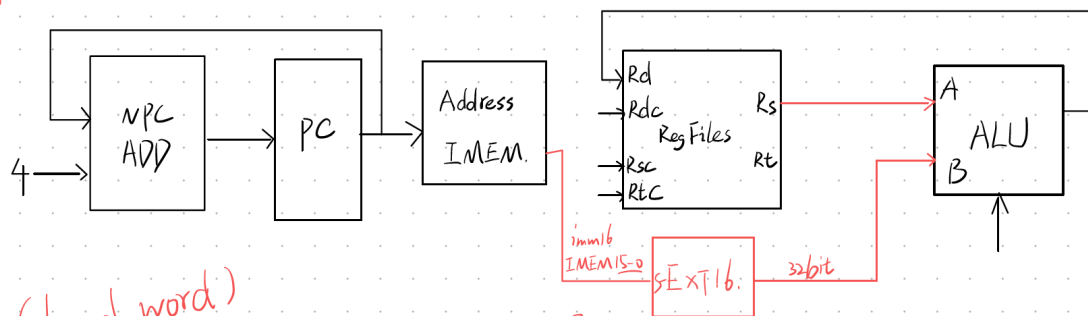 NPC
ADD
4
PC
Address
IMEM.
Rd
Rdc
Rs
RegFiles
Rsc
Rt
RtC
A
ALU
B
imm16
IMEM15-0
SEXT16.
32bit
word)